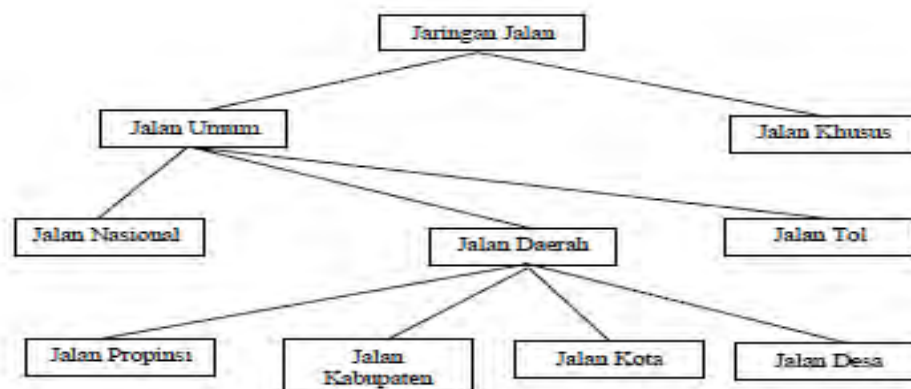 Jaringan Jalan
Jalan Umum
Jalan Khusus
Jalan Nasional
Jalan Daerah
Jalan Tol
Jalan Propinsi
Jalan
Kabupaten
Jalan Kota
Jalan Desa